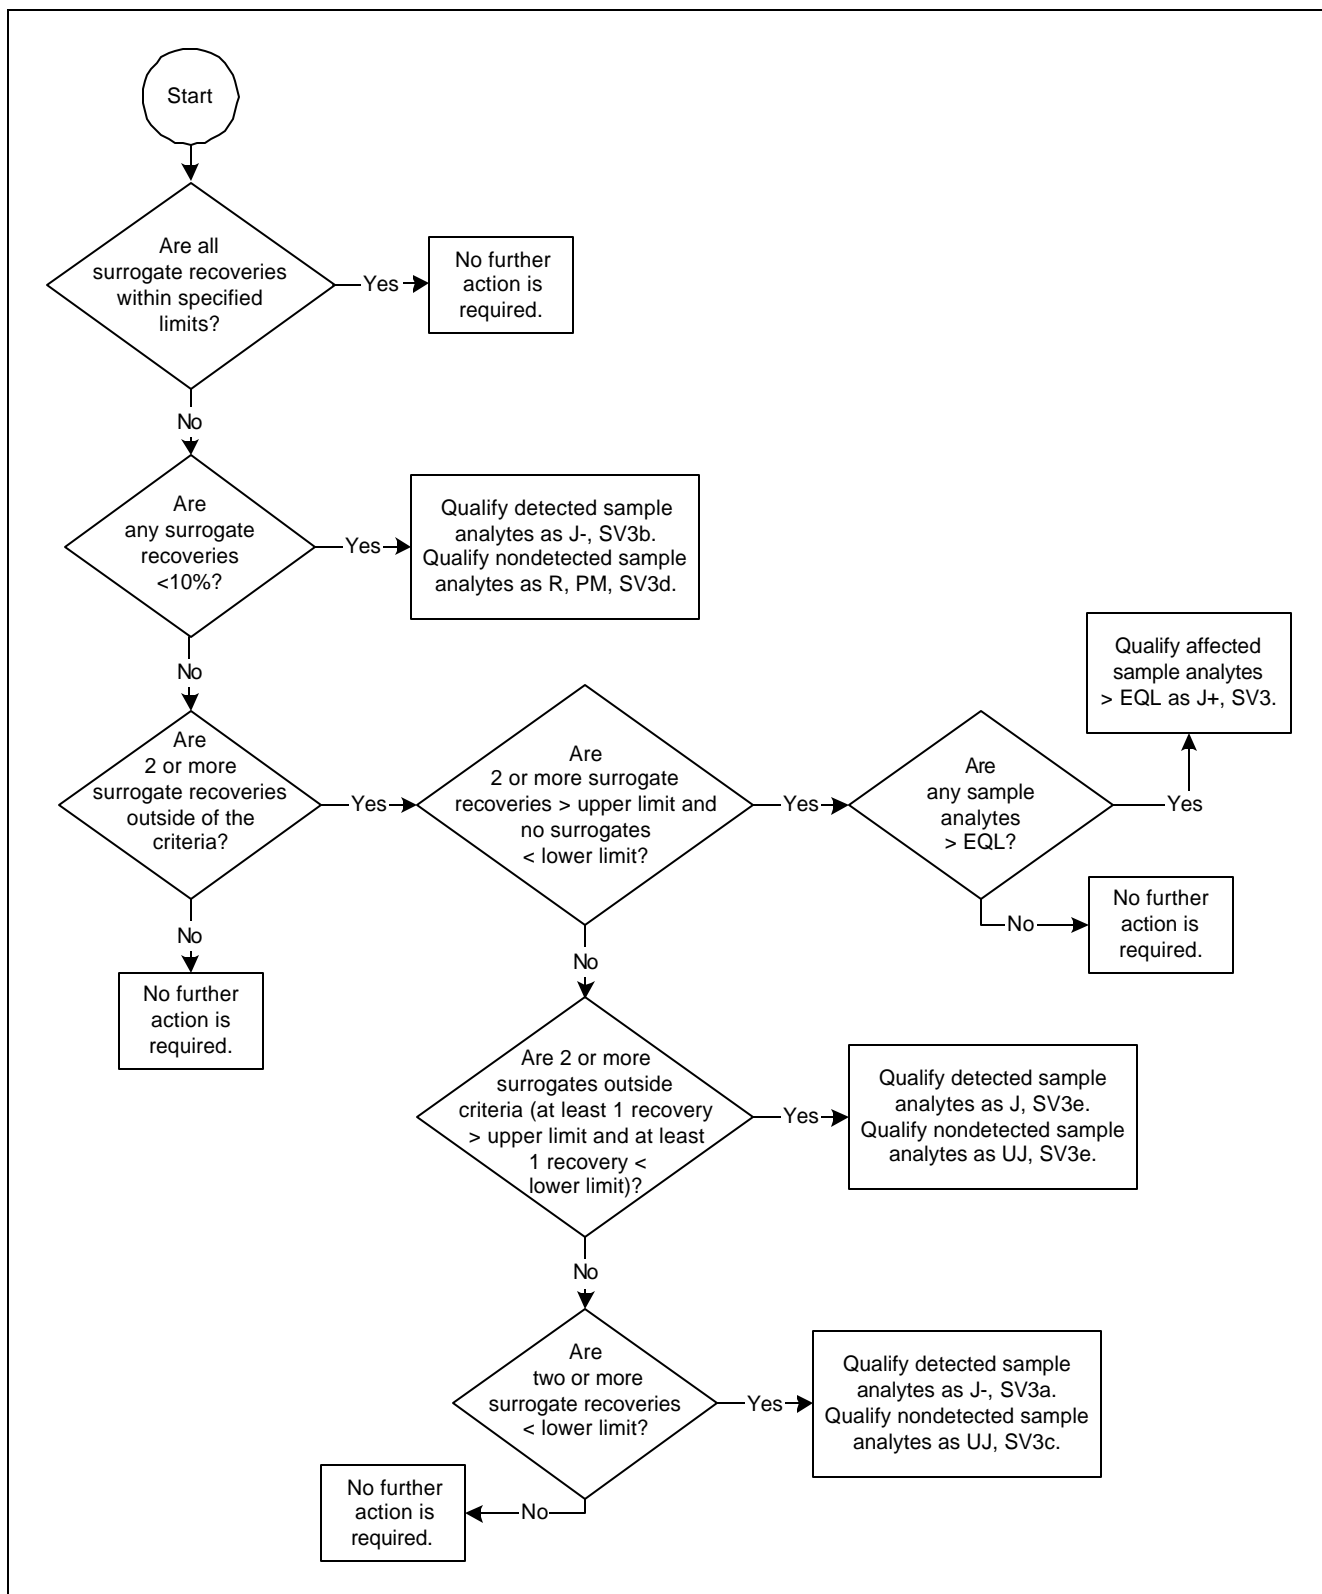 Start
Are all
surrogate recoveries
within specified
limits?
Yes
No further
action is
required.
No
Are
any surrogate
recoveries
<10%?
Yes
Qualify detected sample
analytes as J-, SV3b.
Qualify nondetected sample
analytes as R, PM, SV3d.
No
Are
2 or more
surrogate recoveries
outside of the
criteria?
Yes
Are
2 or more surrogate
recoveries > upper limit and
no surrogates
< lower limit?
Yes
Are
any sample
analytes
> EQL?
Yes
Qualify affected
sample analytes
> EQL as J+, SV3.
No
No further
action is
required.
No
No further
action is
required.
No
Are 2 or more
surrogates outside
criteria (at least 1 recovery
> upper limit and at least
1 recovery <
lower limit)?
Yes
Qualify detected sample
analytes as J, SV3e.
Qualify nondetected sample
analytes as UJ, SV3e.
No
Are
two or more
surrogate recoveries
< lower limit?
Yes
Qualify detected sample
analytes as J-, SV3a.
Qualify nondetected sample
analytes as UJ, SV3c.
No
No further
action is
required.